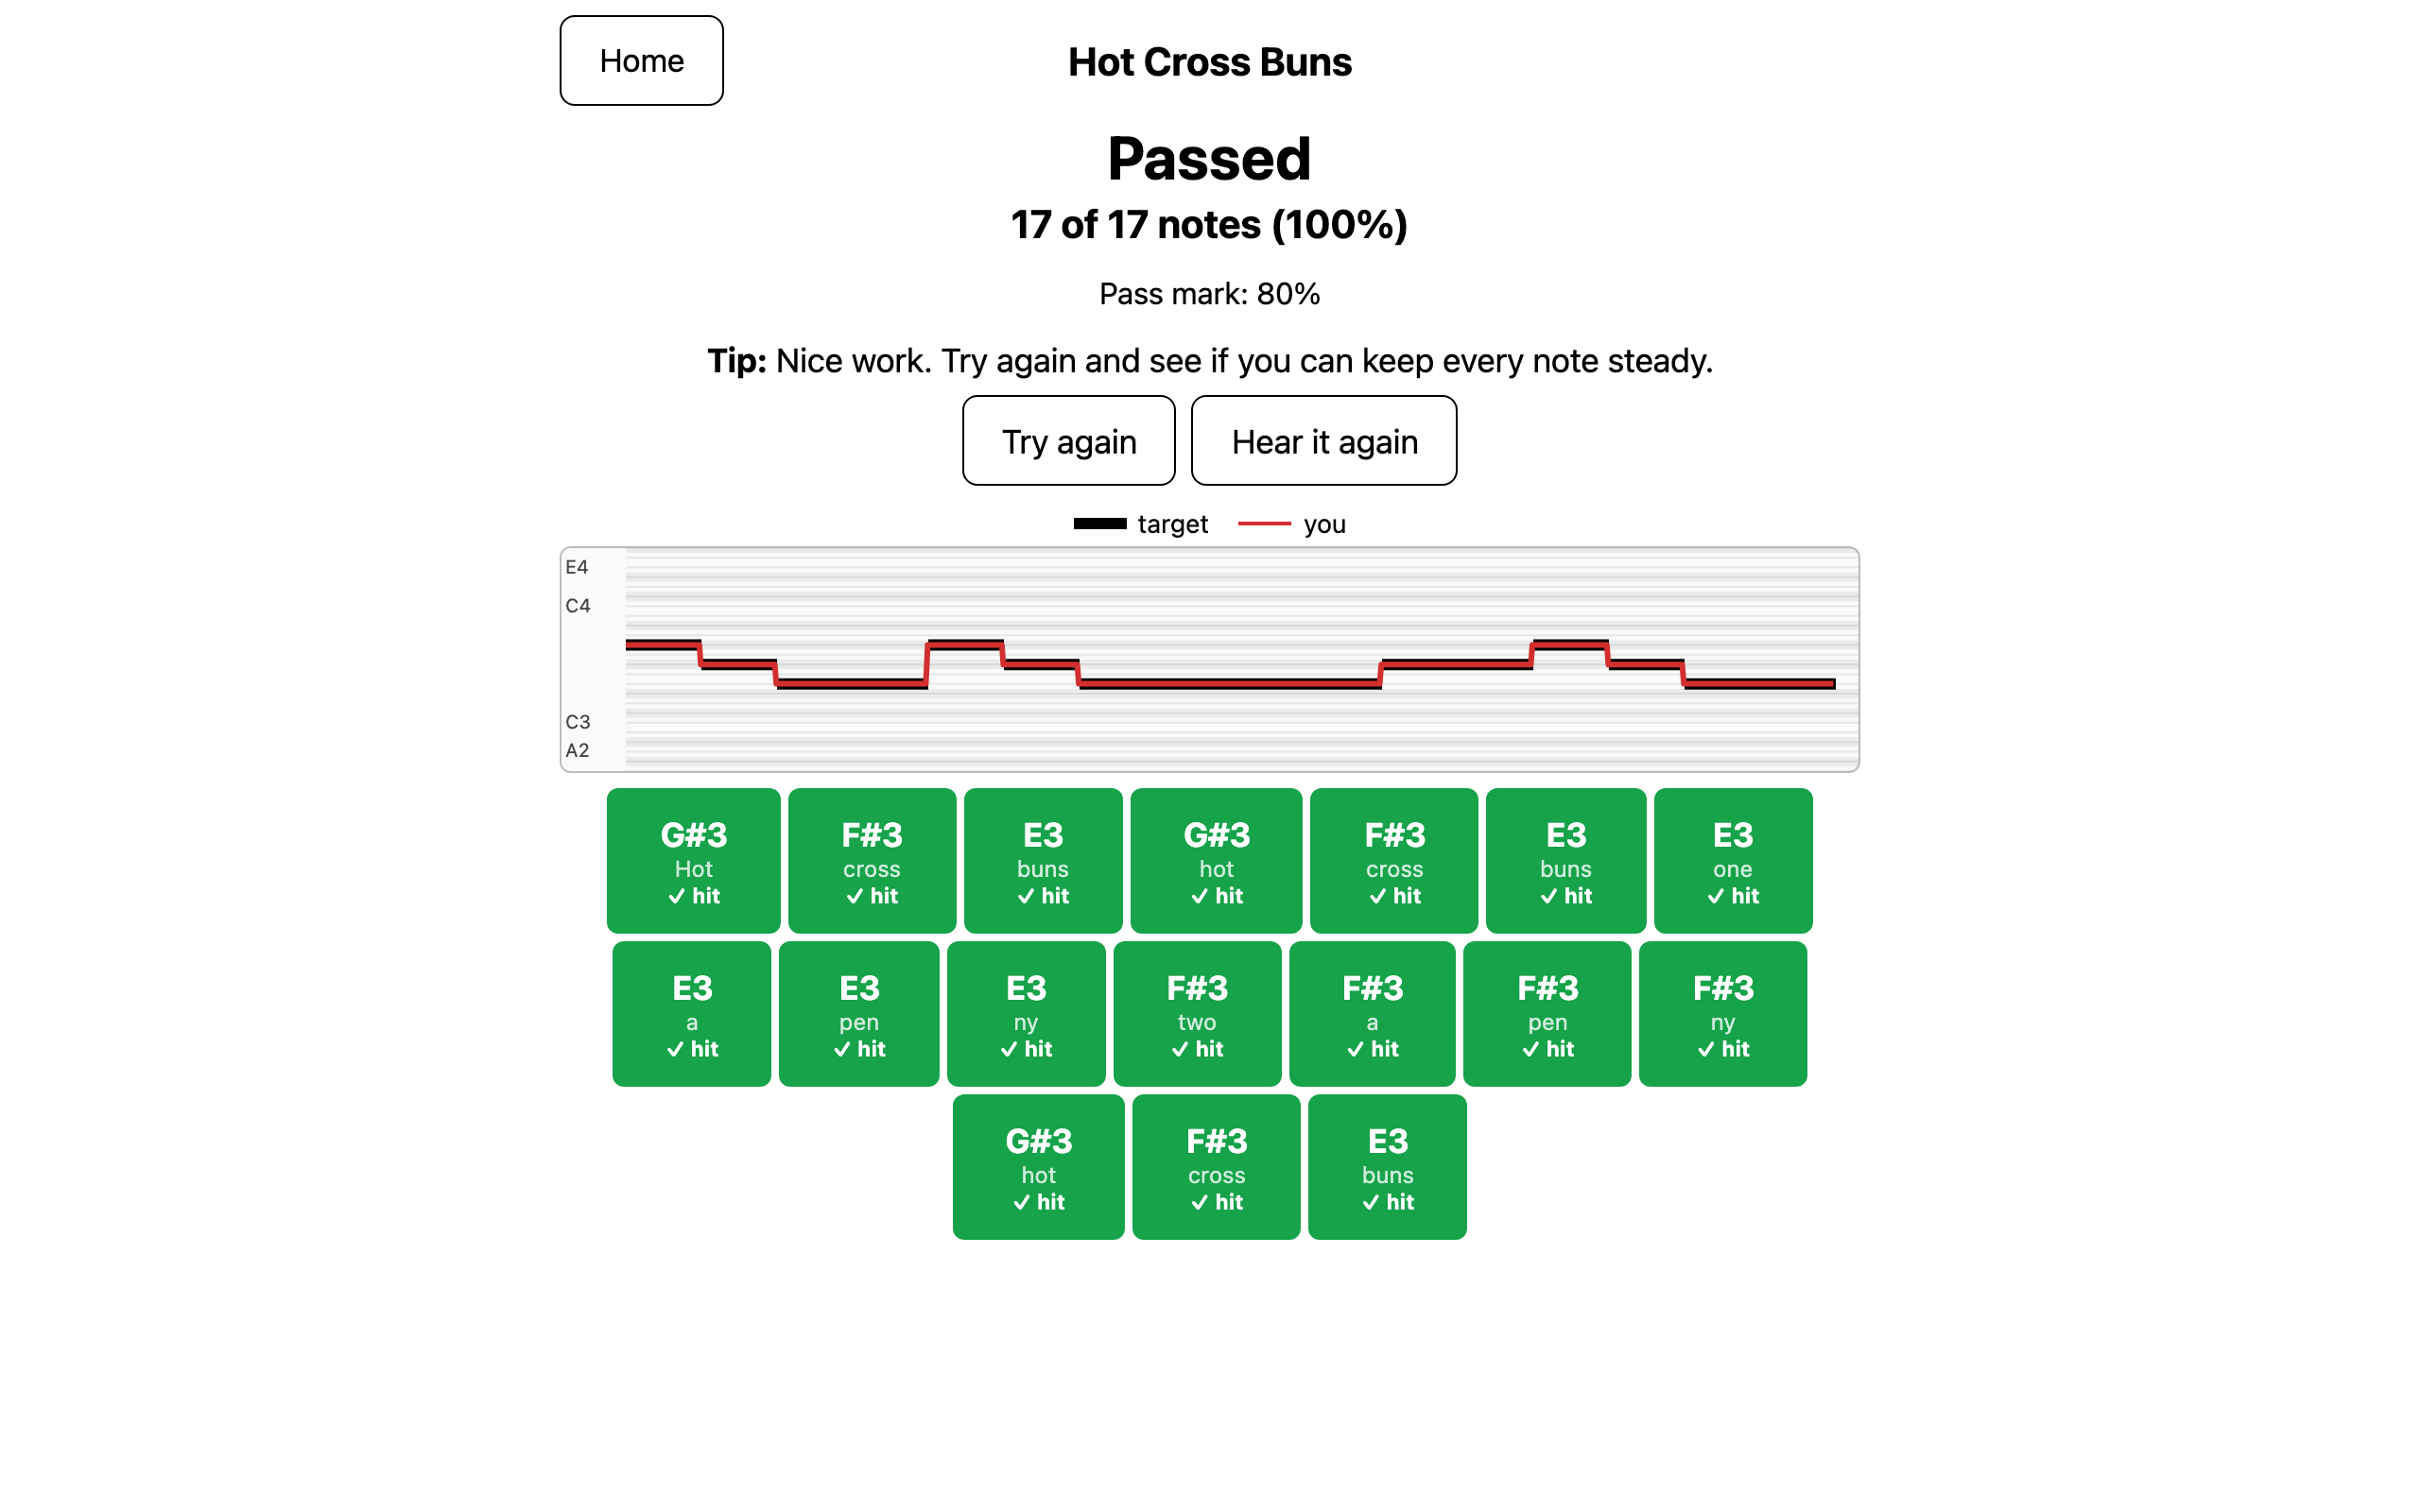 Home
Hot Cross Buns
Passed
17 of 17 notes (100%)
Pass mark: 80%
Tip: Nice work. Try again and see if you can keep every note steady.
Try again
Hear it again
target
you
E4
C4
C3
A2
G#3
Hot
✓ hit
F#3
cross
✓ hit
E3
buns
✓ hit
G#3
hot
✓ hit
F#3
cross
✓ hit
E3
buns
✓ hit
E3
one
✓ hit
E3
a
✓ hit
E3
pen
✓ hit
E3
ny
✓ hit
F#3
two
✓ hit
F#3
a
✓ hit
F#3
pen
✓ hit
F#3
ny
✓ hit
G#3
hot
✓ hit
F#3
cross
✓ hit
E3
buns
✓ hit